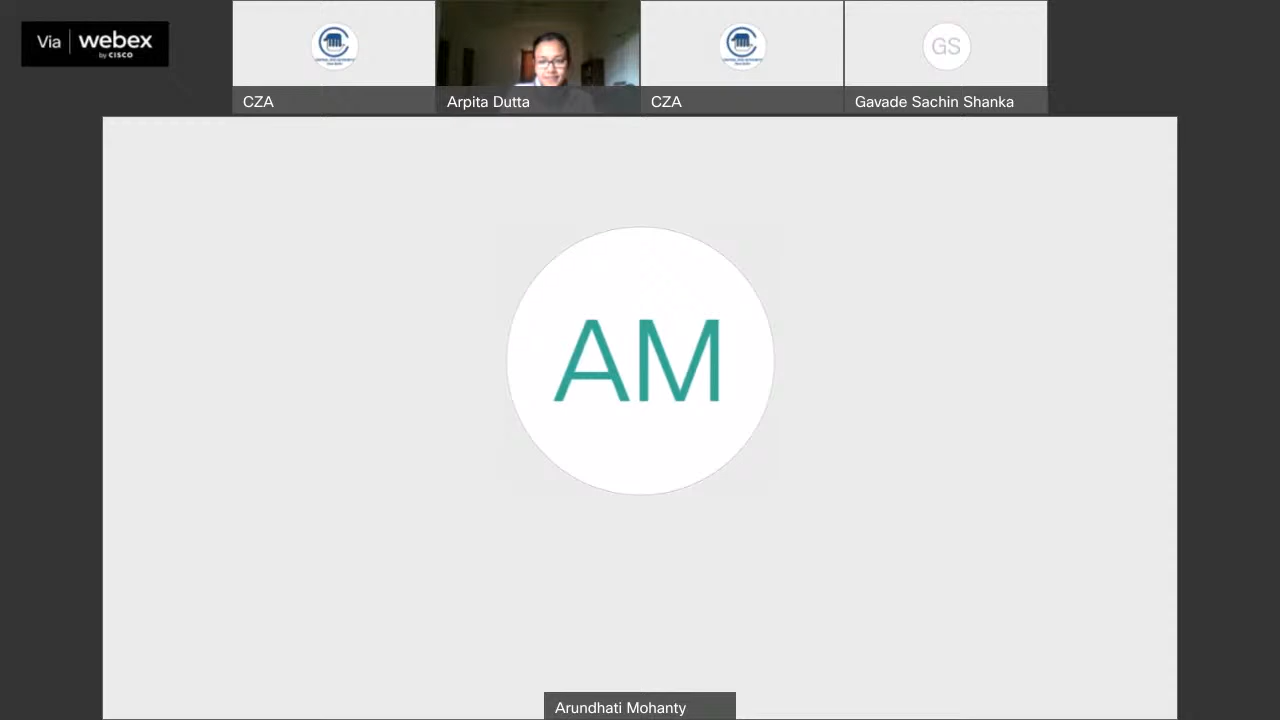 Via webex
by CISCO
CZA
Arpita Dutta
CZA
GS
Gavade Sachin Shanka
AM
Arundhati Mohanty